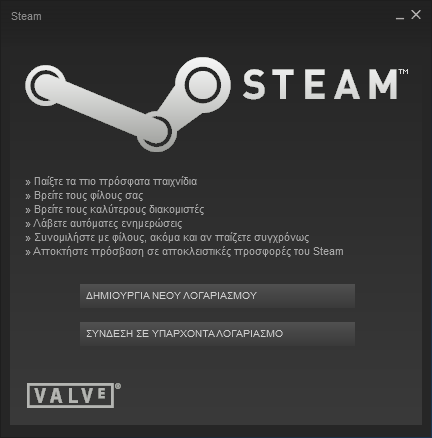 Steam
STEAM™
» Παίξτε τα πιο πρόσφατα παιχνίδια
» Βρείτε τους φίλους σας
» Βρείτε τους καλύτερους διακομιστές
» Λάβετε αυτόματες ενημερώσεις
» Συνομιλήστε με φίλους, ακόμα και αν παίζετε συγχρόνως
» Αποκτήστε πρόσβαση σε αποκλειστικές προσφορές του Steam
ΔΗΜΙΟΥΡΓΙΑ ΝΕΟΥ ΛΟΓΑΡΙΑΣΜΟΥ
ΣΥΝΔΕΣΗ ΣΕ ΥΠΑΡΧΟΝΤΑ ΛΟΓΑΡΙΑΣΜΟ
VALVE®